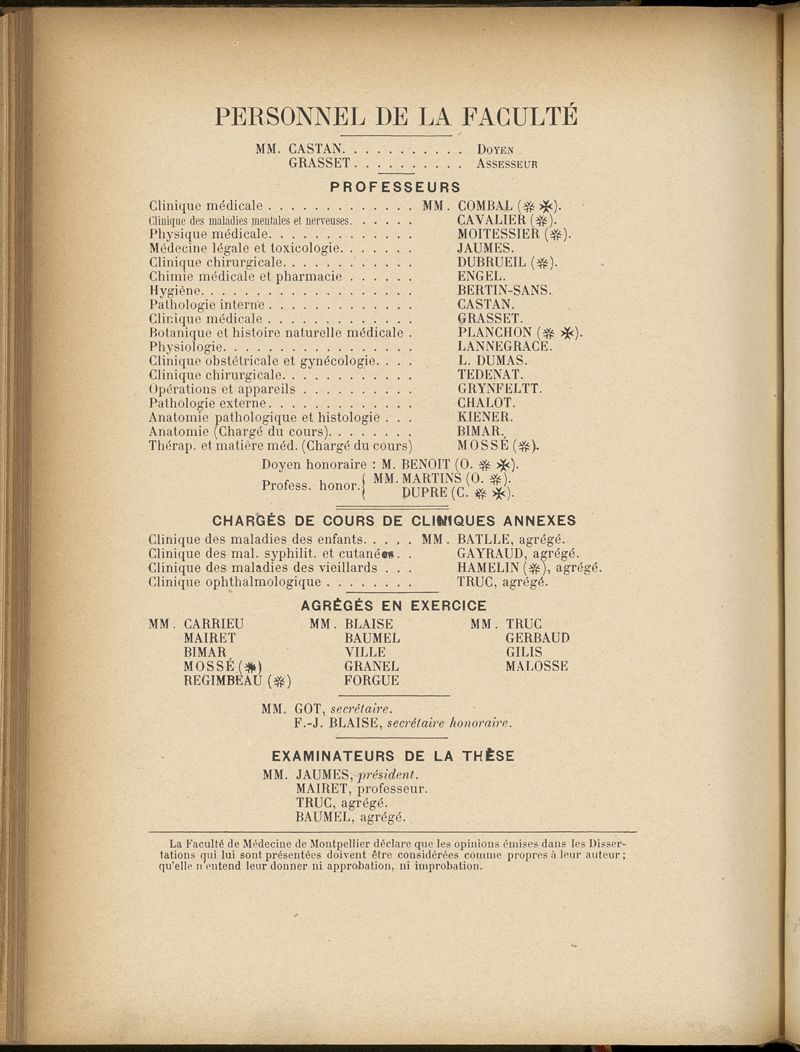 PERSONNEL DE LA FACULTÉ
MM. CASTAN. . . . . . . . . . . DOYEN
GRASSET . . . . . . . . . . ASSESSEUR
PROFESSEURS
Clinique médicale . . . . . . . . . . . . . MM. COMBAL (❋ ✠).
Clinique des maladies mentales et nerveuses. . . . . . CAVALIER (❋).
Physique médicale. . . . . . . . . . . . . MOITESSIER (❋).
Médecine légale et toxicologie. . . . . . . JAUMES.
Clinique chirurgicale. . . . . . . . . . . . DUBRUEIL (❋).
Chimie médicale et pharmacie . . . . . . ENGEL.
Hygiène. . . . . . . . . . . . . . . . . . . BERTIN-SANS.
Pathologie interne . . . . . . . . . . . . . CASTAN.
Clinique médicale . . . . . . . . . . . . . GRASSET.
Botanique et histoire naturelle médicale . PLANCHON (❋ ✠).
Physiologie. . . . . . . . . . . . . . . . . LANNEGRACE.
Clinique obstétricale et gynécologie. . . . L. DUMAS.
Clinique chirurgicale. . . . . . . . . . . . TEDENAT.
Opérations et appareils . . . . . . . . . . GRYNFELTT.
Pathologie externe. . . . . . . . . . . . . CHALOT.
Anatomie pathologique et histologie . . . KIENER.
Anatomie (Chargé du cours). . . . . . . . BIMAR.
Thérap. et matière méd. (Chargé du cours) MOSSÉ (❋).
Doyen honoraire : M. BENOIT (O. ❋ ✠).
Profess. honor. { MM. MARTINS (O. ❋).
DUPRE (C. ❋ ✠).
CHARGÉS DE COURS DE CLINIQUES ANNEXES
Clinique des maladies des enfants. . . . . MM. BATLLE, agrégé.
Clinique des mal. syphilit. et cutanées. . GAYRAUD, agrégé.
Clinique des maladies des vieillards . . . HAMELIN (❋), agrégé.
Clinique ophthalmologique . . . . . . . . TRUC, agrégé.
AGRÉGÉS EN EXERCICE
MM. CARRIEU MM. BLAISE MM. TRUC
MAIRET BAUMEL GERBAUD
BIMAR VILLE GILIS
MOSSÉ (❋) GRANEL MALOSSE
REGIMBEAU (❋) FORGUE
MM. GOT, secrétaire.
F.-J. BLAISE, secrétaire honoraire.
EXAMINATEURS DE LA THÈSE
MM. JAUMES, président.
MAIRET, professeur.
TRUC, agrégé.
BAUMEL, agrégé.
La Faculté de Médecine de Montpellier déclare que les opinions émises dans les Disser-
tations qui lui sont présentées doivent être considérées comme propres à leur auteur ;
qu'elle n'entend leur donner ni approbation, ni improbation.